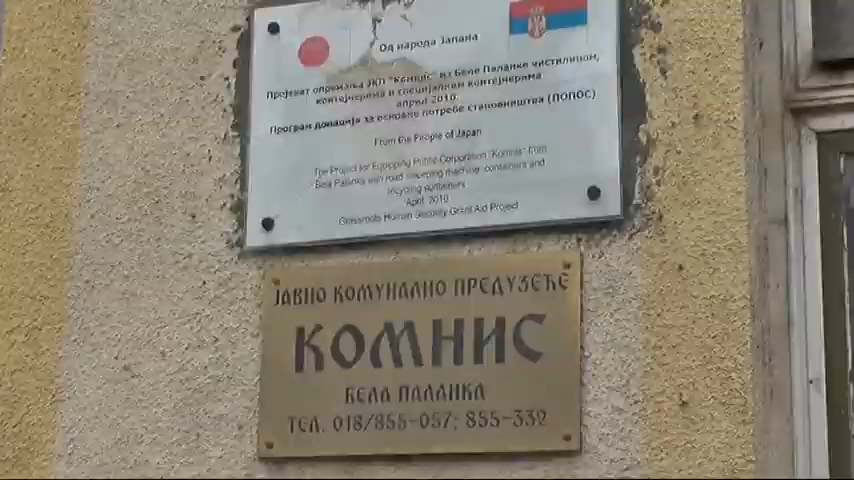 Од народа Јапана
Пројекат опремања ЈКП "Комнис" из Беле Паланке чистилицом,
контејнерима и специјалним контејнерима
април 2010.
Програм донација за основне потребе становништва (ПОПОС)
From the People of Japan
The Project for Equipping Public Corporation "Komnis" from
Bela Palanka with road sweeping machine, containers and
recycling containers
April, 2010
Grassroots Human Security Grant Aid Project
ЈАВНО КОМУНАЛНО ПРЕДУЗЕЋЕ
КОМНИС
БЕЛА ПАЛАНКА
ТЕЛ. 018/855-057; 855-332